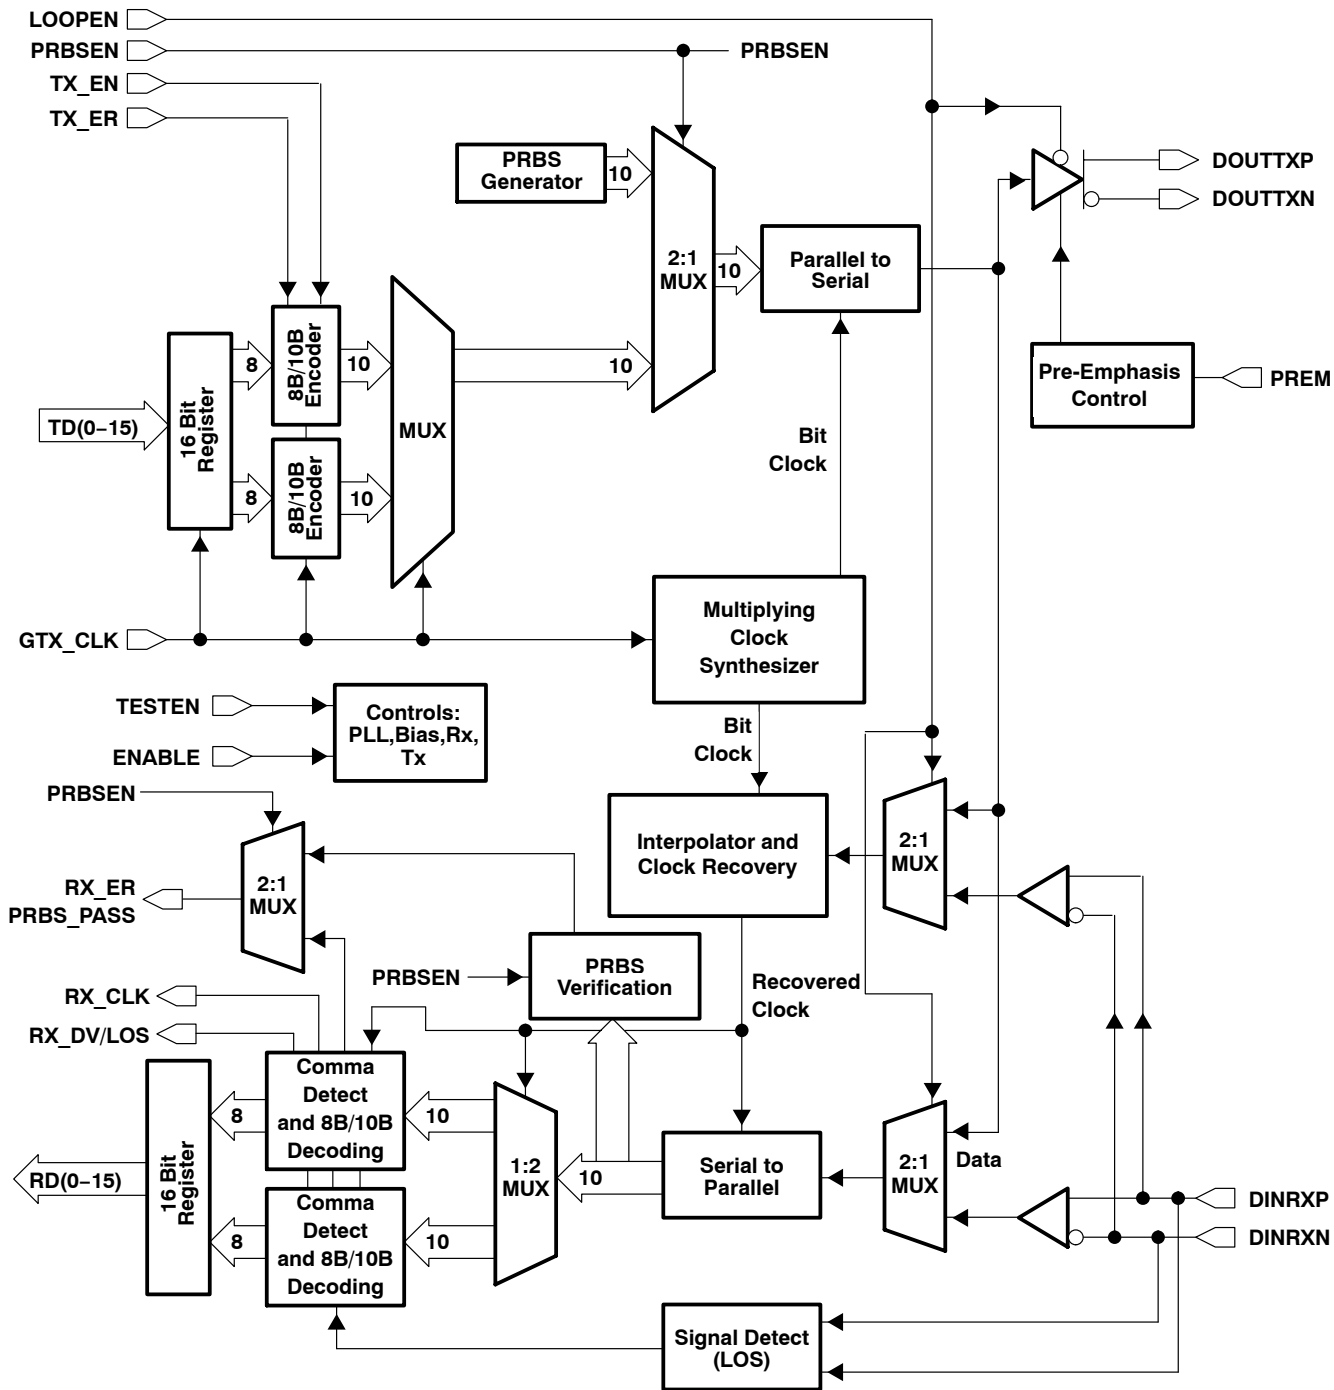 LOOPEN
PRBSEN
PRBSEN
TX_EN
TX_ER
PRBS
Generator
10
DOUTTXP
DOUTTXN
2:1
MUX
10
Parallel to
Serial
8
8B/10B
Encoder
10
10
Pre-Emphasis
Control
PREM
TD(0–15)
16 Bit
Register
MUX
Bit
Clock
8
8B/10B
Encoder
10
GTX_CLK
Multiplying
Clock
Synthesizer
TESTEN
ENABLE
Controls:
PLL,Bias,Rx,
Tx
Bit
Clock
PRBSEN
2:1
MUX
RX_ER
PRBS_PASS
Interpolator and
Clock Recovery
2:1
MUX
PRBSEN
PRBS
Verification
Recovered
Clock
RX_CLK
RX_DV/LOS
Comma
Detect
and 8B/10B
Decoding
8
10
RD(0–15)
16 Bit
Register
1:2
MUX
10
Serial to
Parallel
2:1
MUX
Data
DINRXP
DINRXN
Comma
Detect
and 8B/10B
Decoding
8
10
Signal Detect
(LOS)